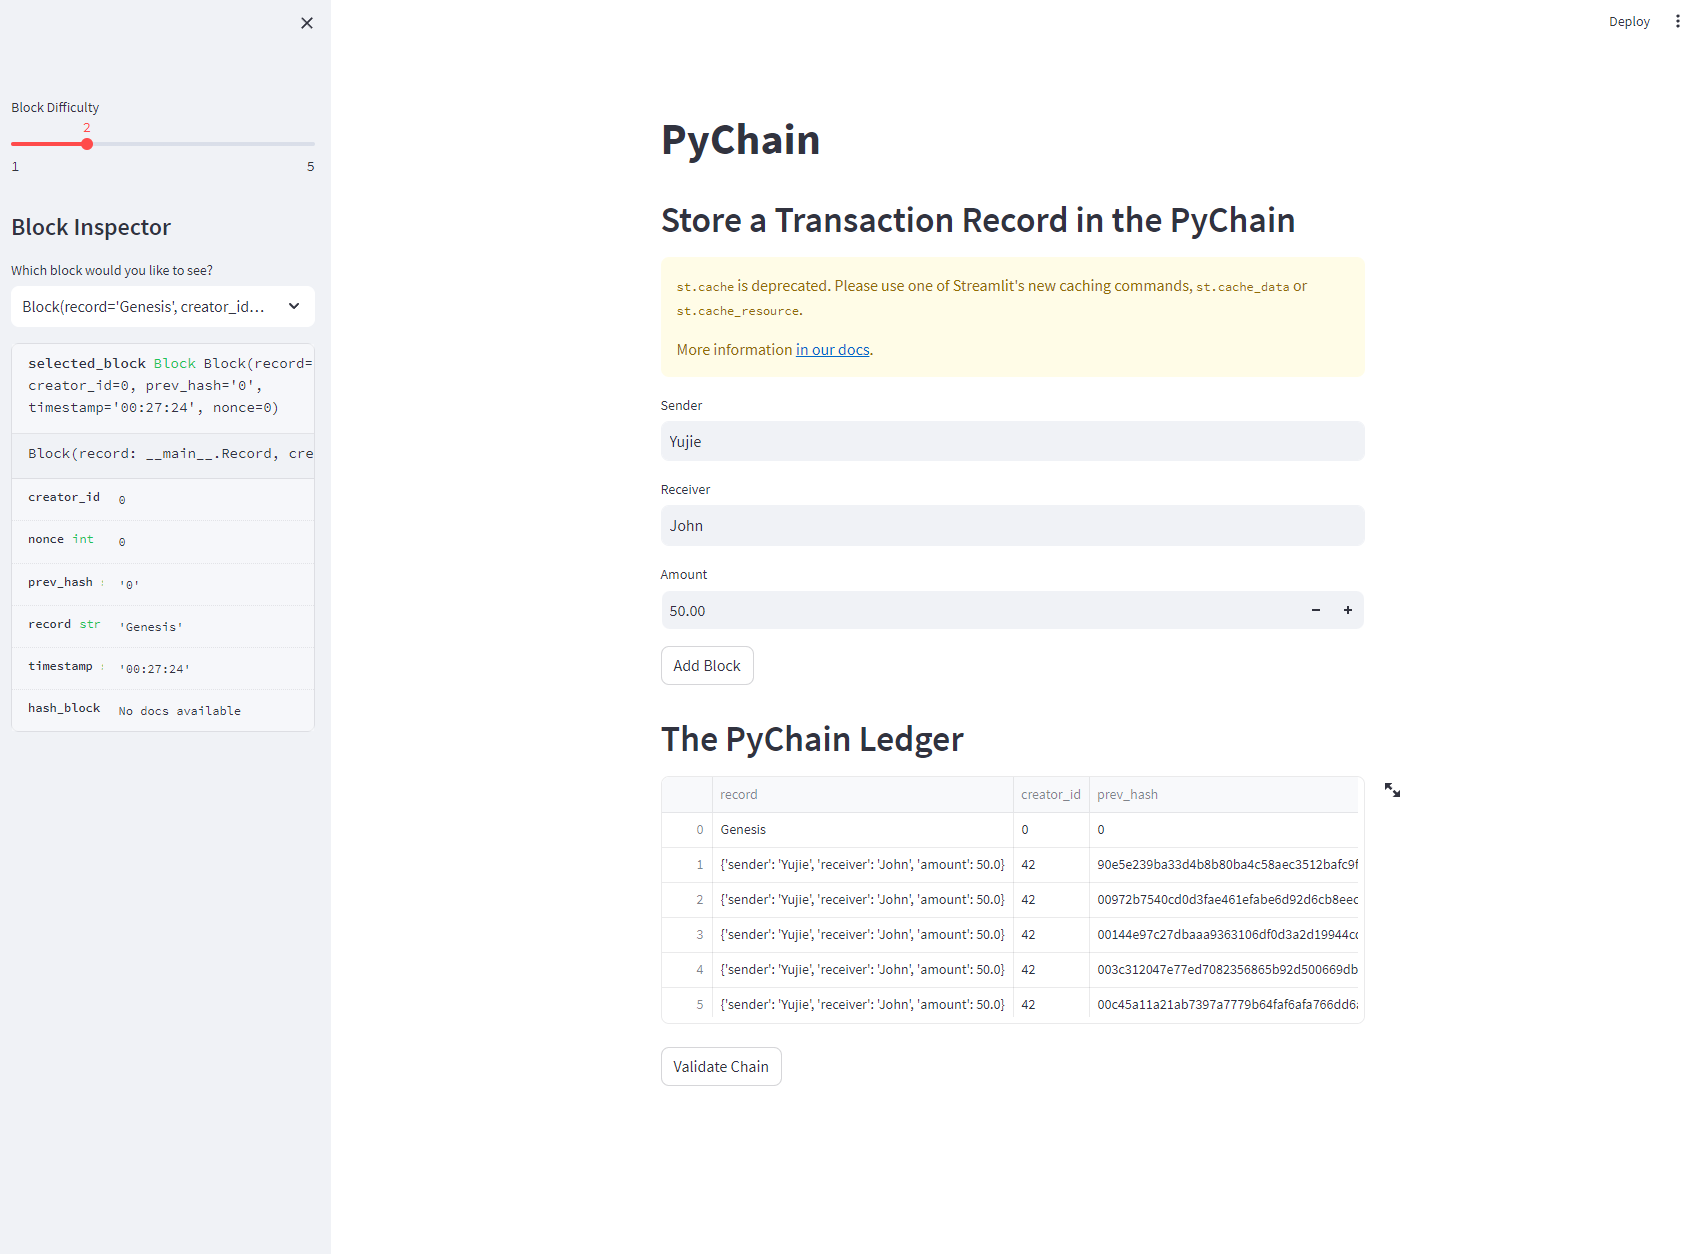 Deploy
Block Difficulty
2
1 5
Block Inspector
Which block would you like to see?
Block(record='Genesis', creator_id...
selected_block Block Block(record=
creator_id=0, prev_hash='0',
timestamp='00:27:24', nonce=0)
Block(record: __main__.Record, cre
creator_id 0
nonce int 0
prev_hash '0'
record str 'Genesis'
timestamp '00:27:24'
hash_block No docs available
PyChain
Store a Transaction Record in the PyChain
st.cache is deprecated. Please use one of Streamlit's new caching commands, st.cache_data or
st.cache_resource.
More information in our docs.
Sender
Yujie
Receiver
John
Amount
50.00 − +
Add Block
The PyChain Ledger
record creator_id prev_hash
0 Genesis 0 0
1 {'sender': 'Yujie', 'receiver': 'John', 'amount': 50.0} 42 90e5e239ba33d4b8b80ba4c58aec3512bafc9f
2 {'sender': 'Yujie', 'receiver': 'John', 'amount': 50.0} 42 00972b7540cd0d3fae461efabe6d92d6cb8eec
3 {'sender': 'Yujie', 'receiver': 'John', 'amount': 50.0} 42 00144e97c27dbaaa9363106df0d3a2d19944cc
4 {'sender': 'Yujie', 'receiver': 'John', 'amount': 50.0} 42 003c312047e77ed7082356865b92d500669db
5 {'sender': 'Yujie', 'receiver': 'John', 'amount': 50.0} 42 00c45a11a21ab7397a7779b64faf6afa766dd6
Validate Chain